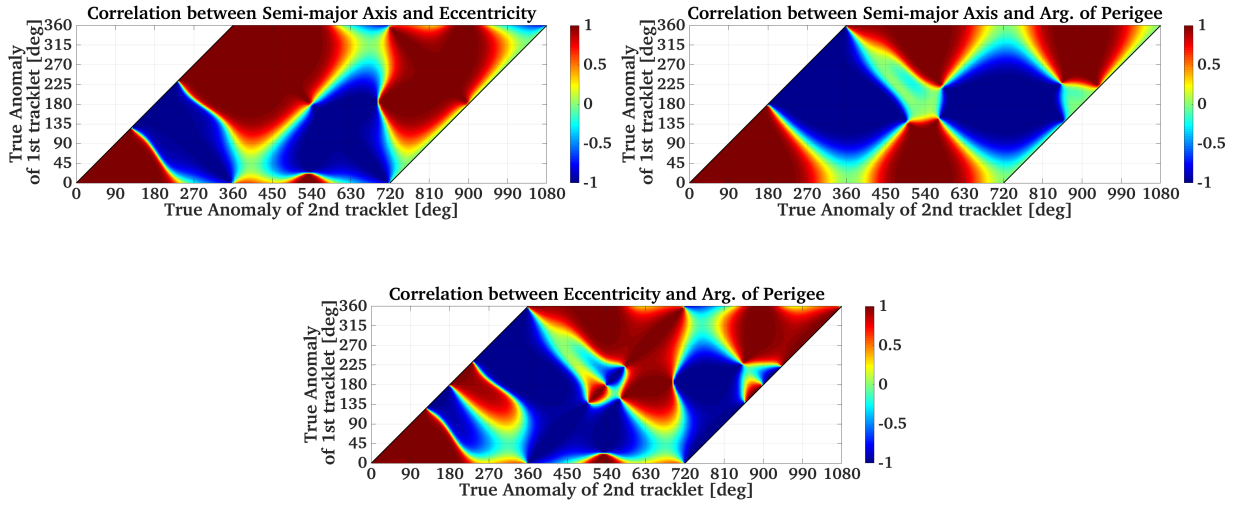 Correlation between Semi-major Axis and Eccentricity
True Anomaly
of 1st tracklet [deg]
360
315
270
225
180
135
90
45
0
0 90 180 270 360 450 540 630 720 810 900 990 1080
True Anomaly of 2nd tracklet [deg]
1
0.5
0
-0.5
-1
Correlation between Semi-major Axis and Arg. of Perigee
True Anomaly
of 1st tracklet [deg]
360
315
270
225
180
135
90
45
0
0 90 180 270 360 450 540 630 720 810 900 990 1080
True Anomaly of 2nd tracklet [deg]
1
0.5
0
-0.5
-1
Correlation between Eccentricity and Arg. of Perigee
True Anomaly
of 1st tracklet [deg]
360
315
270
225
180
135
90
45
0
0 90 180 270 360 450 540 630 720 810 900 990 1080
True Anomaly of 2nd tracklet [deg]
1
0.5
0
-0.5
-1